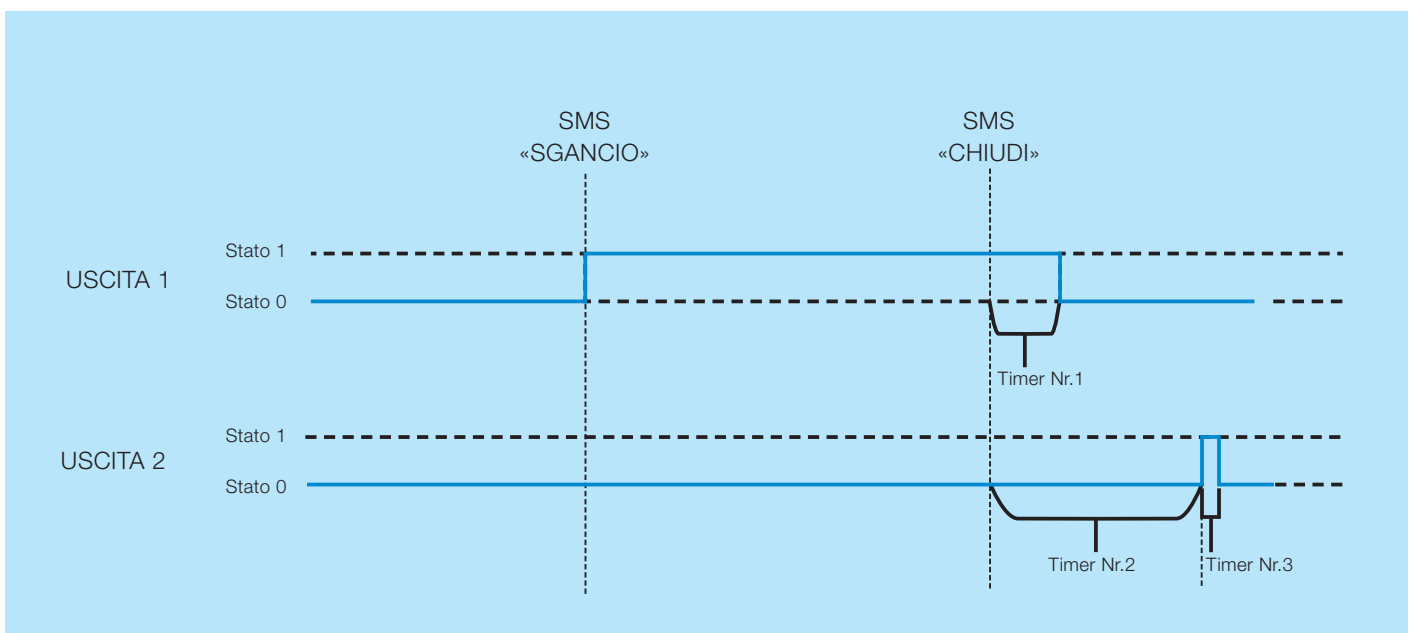 SMS
«SGANCIO»
SMS
«CHIUDI»
USCITA 1
Stato 1
Stato 0
Timer Nr.1
USCITA 2
Stato 1
Stato 0
Timer Nr.2
Timer Nr.3